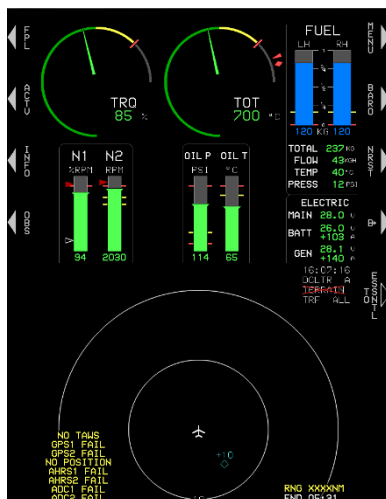 FPL
ACTV
INFO
OBS
MENU
BARO
NRST
TRQ
85 %
TOT
700 °C
FUEL
LH RH
120 KG 120
TOTAL 237 KG
FLOW 43 KGH
TEMP 40 °C
PRESS 12 PSI
N1 N2
%RPM RPM
94 2030
OIL P OIL T
PSI °C
114 65
ELECTRIC
MAIN 28.0 V
BATT 26.0 V
+103 A
GEN 28.1 V
+140 A
16:07:16
DCLTR A
TERRAIN
TRF ALL
ESSNTL
TO
+10
NO TAWS
GPS1 FAIL
GPS2 FAIL
NO POSITION
AHRS1 FAIL
AHRS2 FAIL
ADC1 FAIL
ADC2 FAIL
RNG XXXXNM
END 05:31